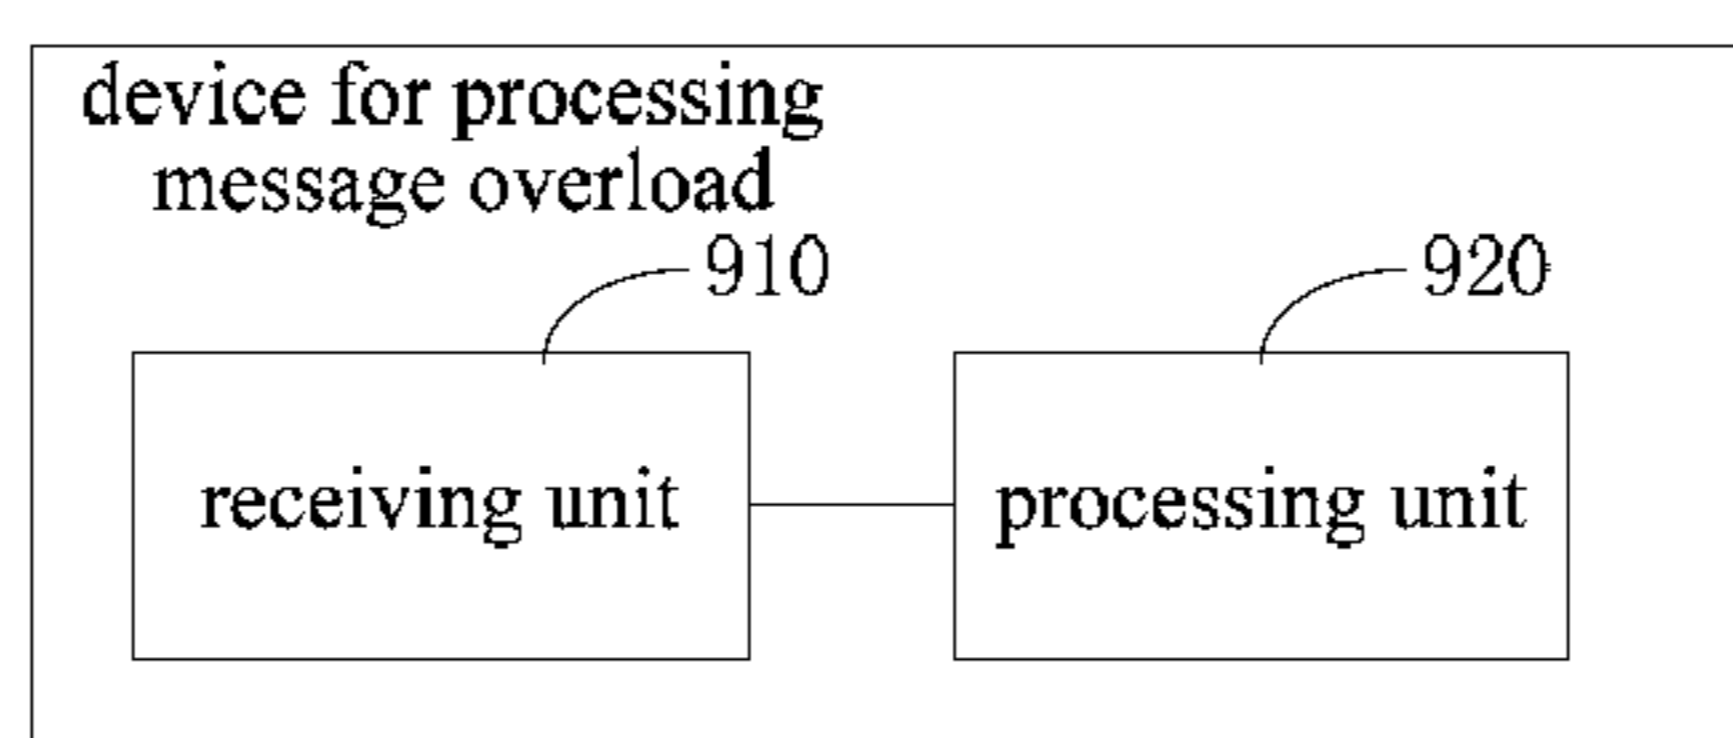 device for processing
message overload
910
920
receiving unit
processing unit